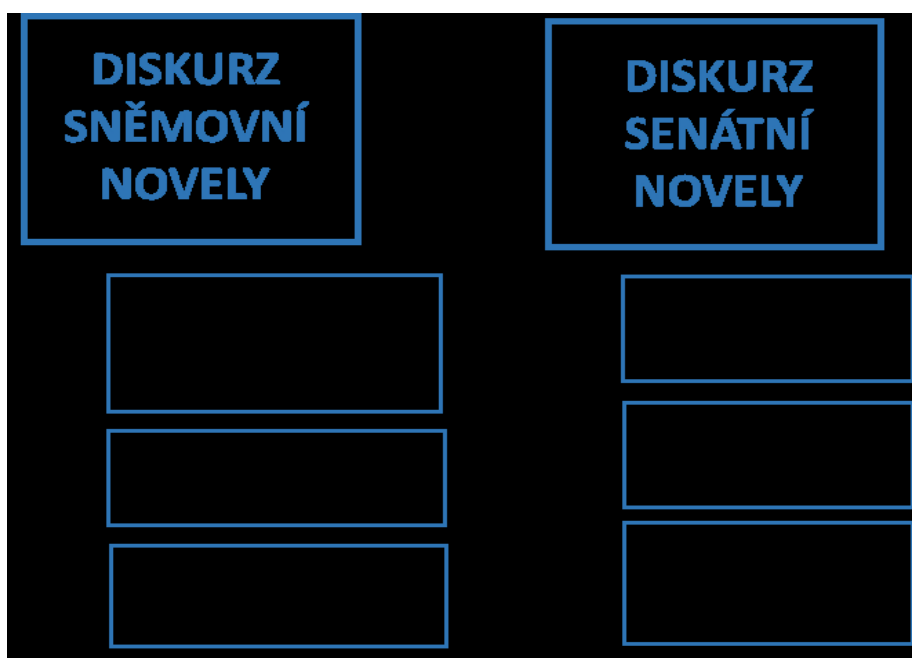 DISKURZ
SNĚMOVNÍ
NOVELY
DISKURZ
SENÁTNÍ
NOVELY